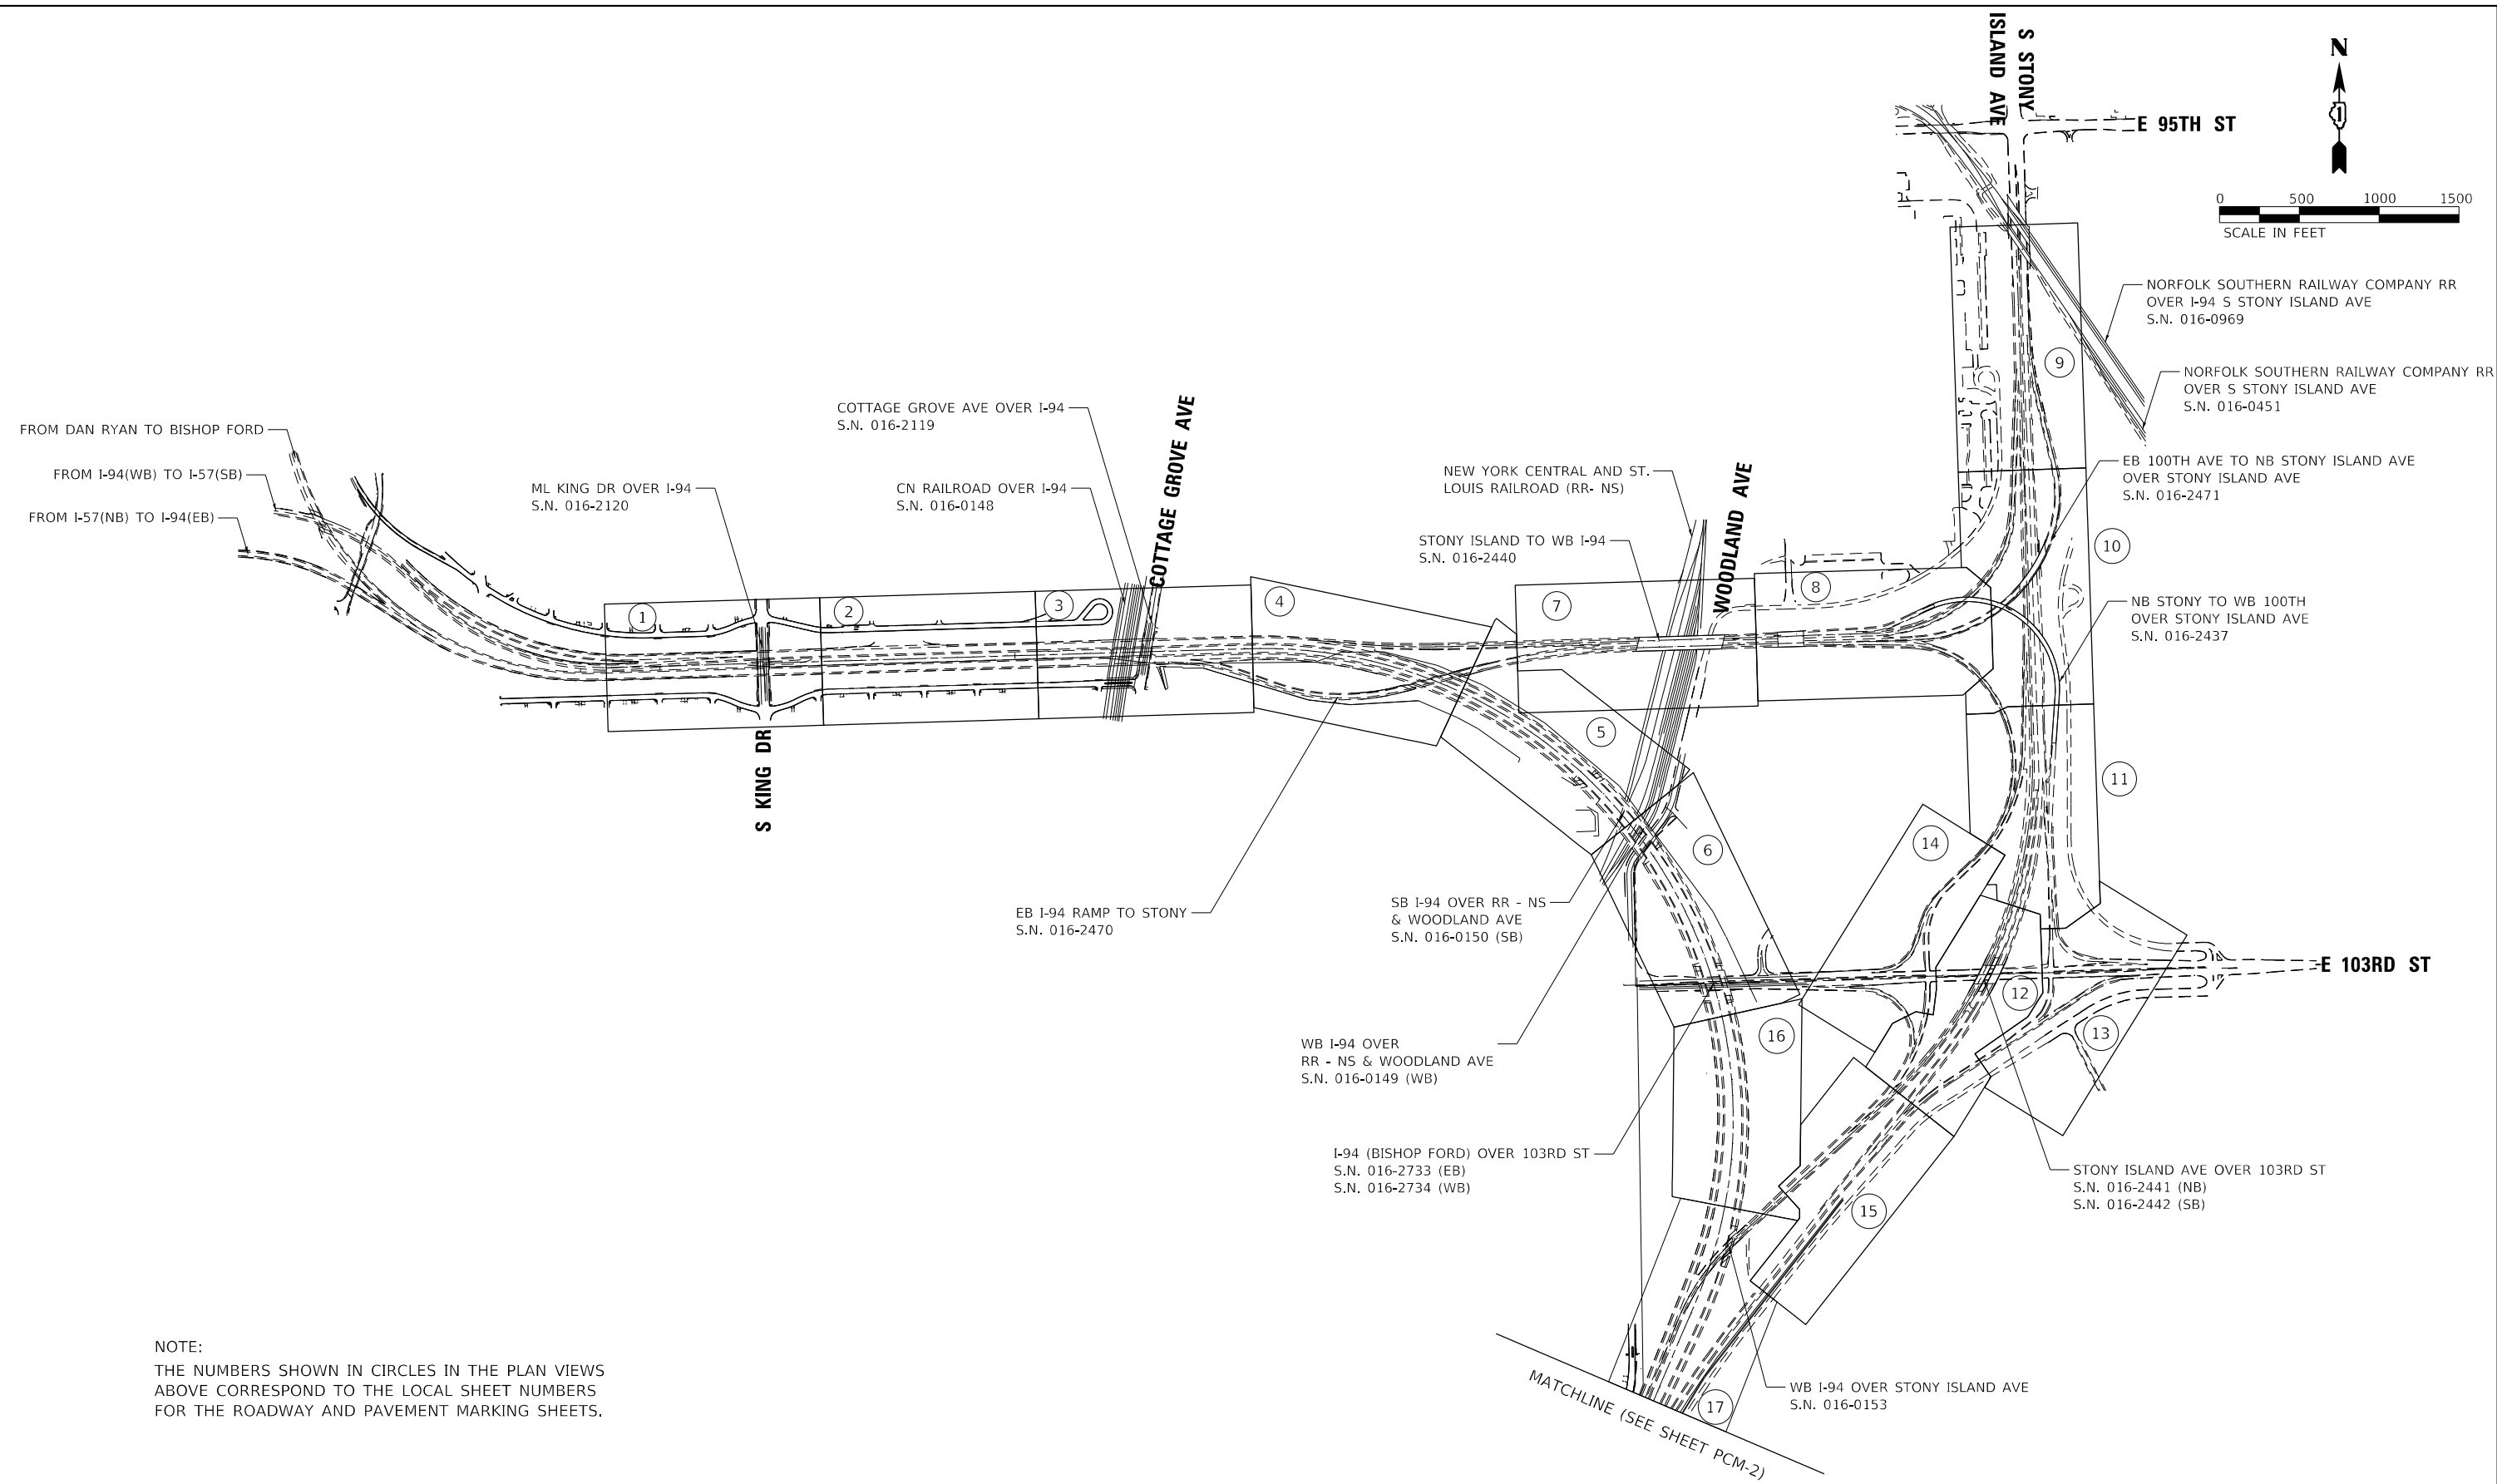 S STONY
ISLAND AVE
E 95TH ST
N
1
0 500 1000 1500
SCALE IN FEET
NORFOLK SOUTHERN RAILWAY COMPANY RR
OVER I-94 S STONY ISLAND AVE
S.N. 016-0969
NORFOLK SOUTHERN RAILWAY COMPANY RR
OVER S STONY ISLAND AVE
S.N. 016-0451
9
EB 100TH AVE TO NB STONY ISLAND AVE
OVER STONY ISLAND AVE
S.N. 016-2471
10
NB STONY TO WB 100TH
OVER STONY ISLAND AVE
S.N. 016-2437
FROM DAN RYAN TO BISHOP FORD
FROM I-94(WB) TO I-57(SB)
FROM I-57(NB) TO I-94(EB)
ML KING DR OVER I-94
S.N. 016-2120
COTTAGE GROVE AVE OVER I-94
S.N. 016-2119
CN RAILROAD OVER I-94
S.N. 016-0148
COTTAGE GROVE AVE
NEW YORK CENTRAL AND ST.
LOUIS RAILROAD (RR- NS)
STONY ISLAND TO WB I-94
S.N. 016-2440
WOODLAND AVE
1
2
3
4
7
8
5
S KING DR
11
6
14
EB I-94 RAMP TO STONY
S.N. 016-2470
SB I-94 OVER RR - NS
& WOODLAND AVE
S.N. 016-0150 (SB)
E 103RD ST
12
13
16
WB I-94 OVER
RR - NS & WOODLAND AVE
S.N. 016-0149 (WB)
I-94 (BISHOP FORD) OVER 103RD ST
S.N. 016-2733 (EB)
S.N. 016-2734 (WB)
STONY ISLAND AVE OVER 103RD ST
S.N. 016-2441 (NB)
S.N. 016-2442 (SB)
15
WB I-94 OVER STONY ISLAND AVE
S.N. 016-0153
17
MATCHLINE (SEE SHEET PCM-2)
NOTE:
THE NUMBERS SHOWN IN CIRCLES IN THE PLAN VIEWS
ABOVE CORRESPOND TO THE LOCAL SHEET NUMBERS
FOR THE ROADWAY AND PAVEMENT MARKING SHEETS.